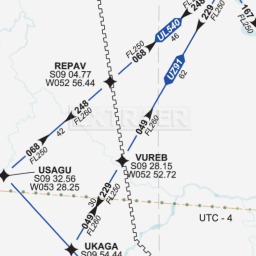 UL540
46
FL250
068
FL250
UZ91
62
229
FL250
167
REPAV
S09 04.77
W052 56.44
248
42
068
FL250
049
FL250
VUREB
S09 28.15
W052 52.72
USAGU
S09 32.56
W053 28.25
229
FL250
30
049
FL250
UTC - 4
UKAGA
S09 54.44